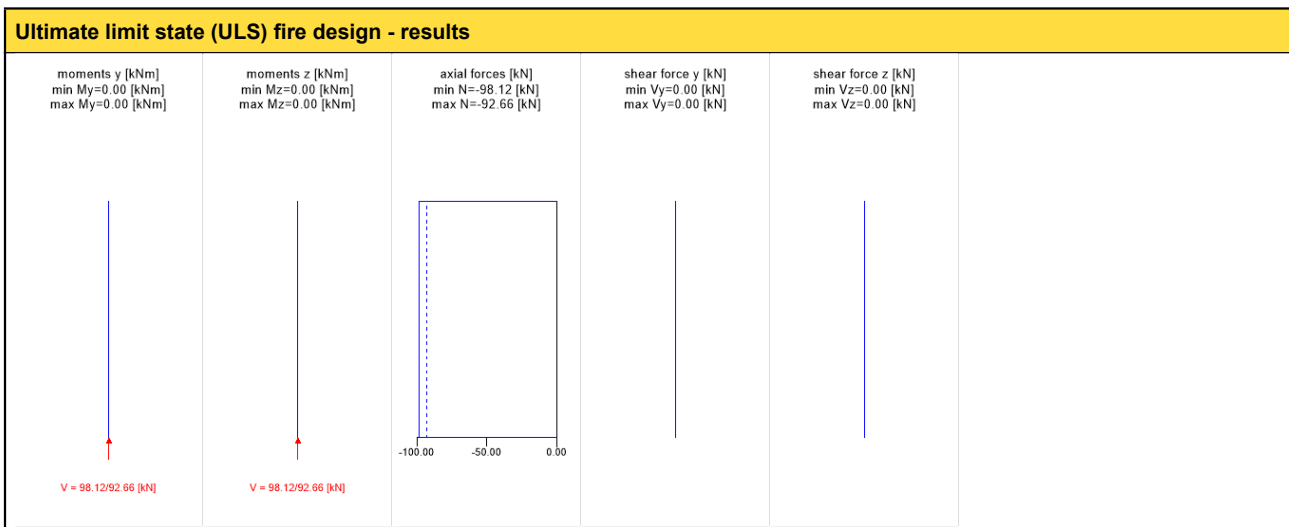 Ultimate limit state (ULS) fire design - results
moments y [kNm]
min My=0.00 [kNm]
max My=0.00 [kNm]
moments z [kNm]
min Mz=0.00 [kNm]
max Mz=0.00 [kNm]
axial forces [kN]
min N=-98.12 [kN]
max N=-92.66 [kN]
shear force y [kN]
min Vy=0.00 [kN]
max Vy=0.00 [kN]
shear force z [kN]
min Vz=0.00 [kN]
max Vz=0.00 [kN]
-100.00 -50.00 0.00
V = 98.12/92.66 [kN]
V = 98.12/92.66 [kN]